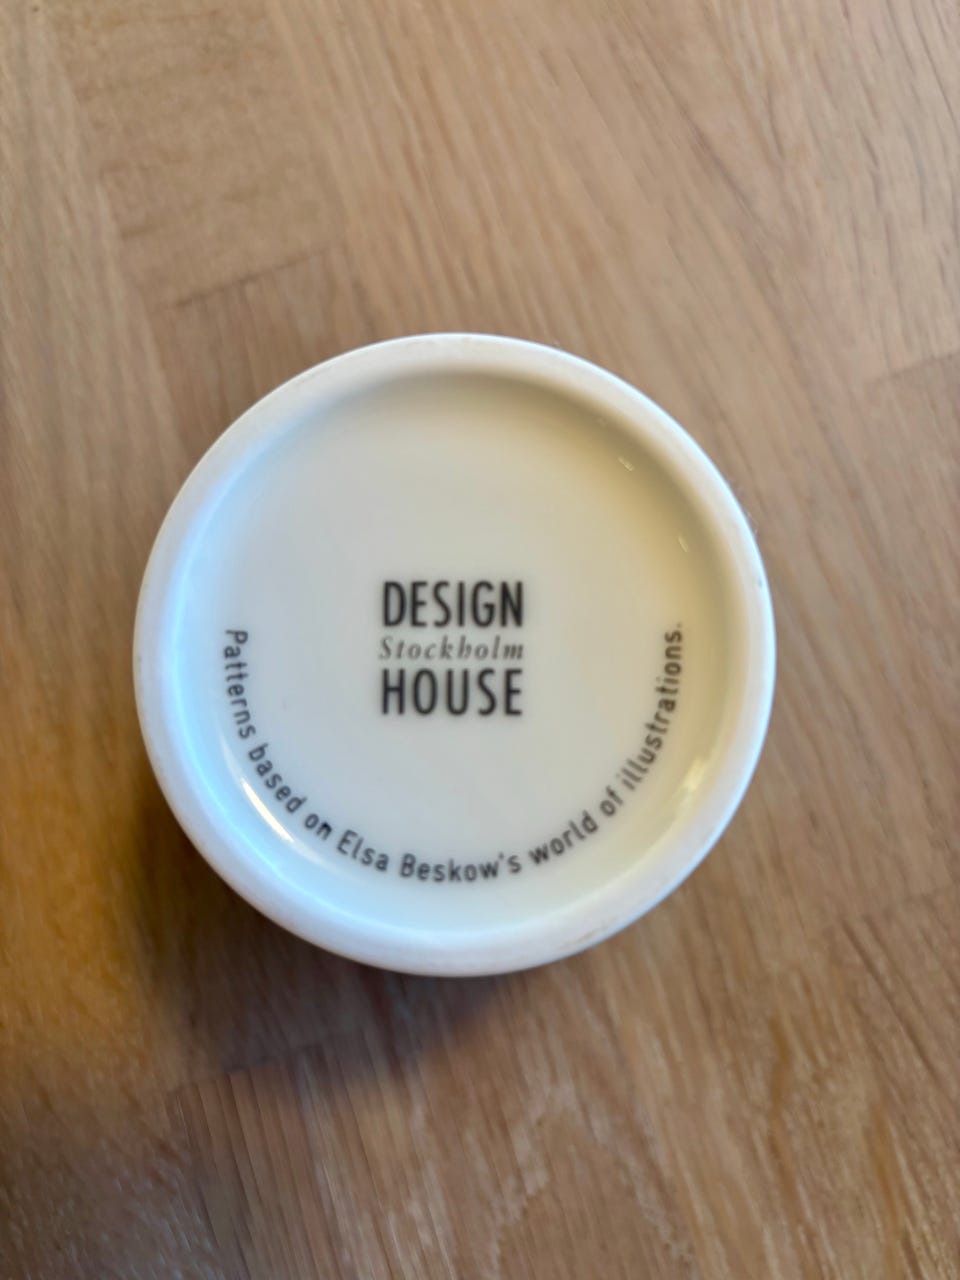 DESIGN
Stockholm
HOUSE
Patterns based on Elsa Beskow's world of illustrations.